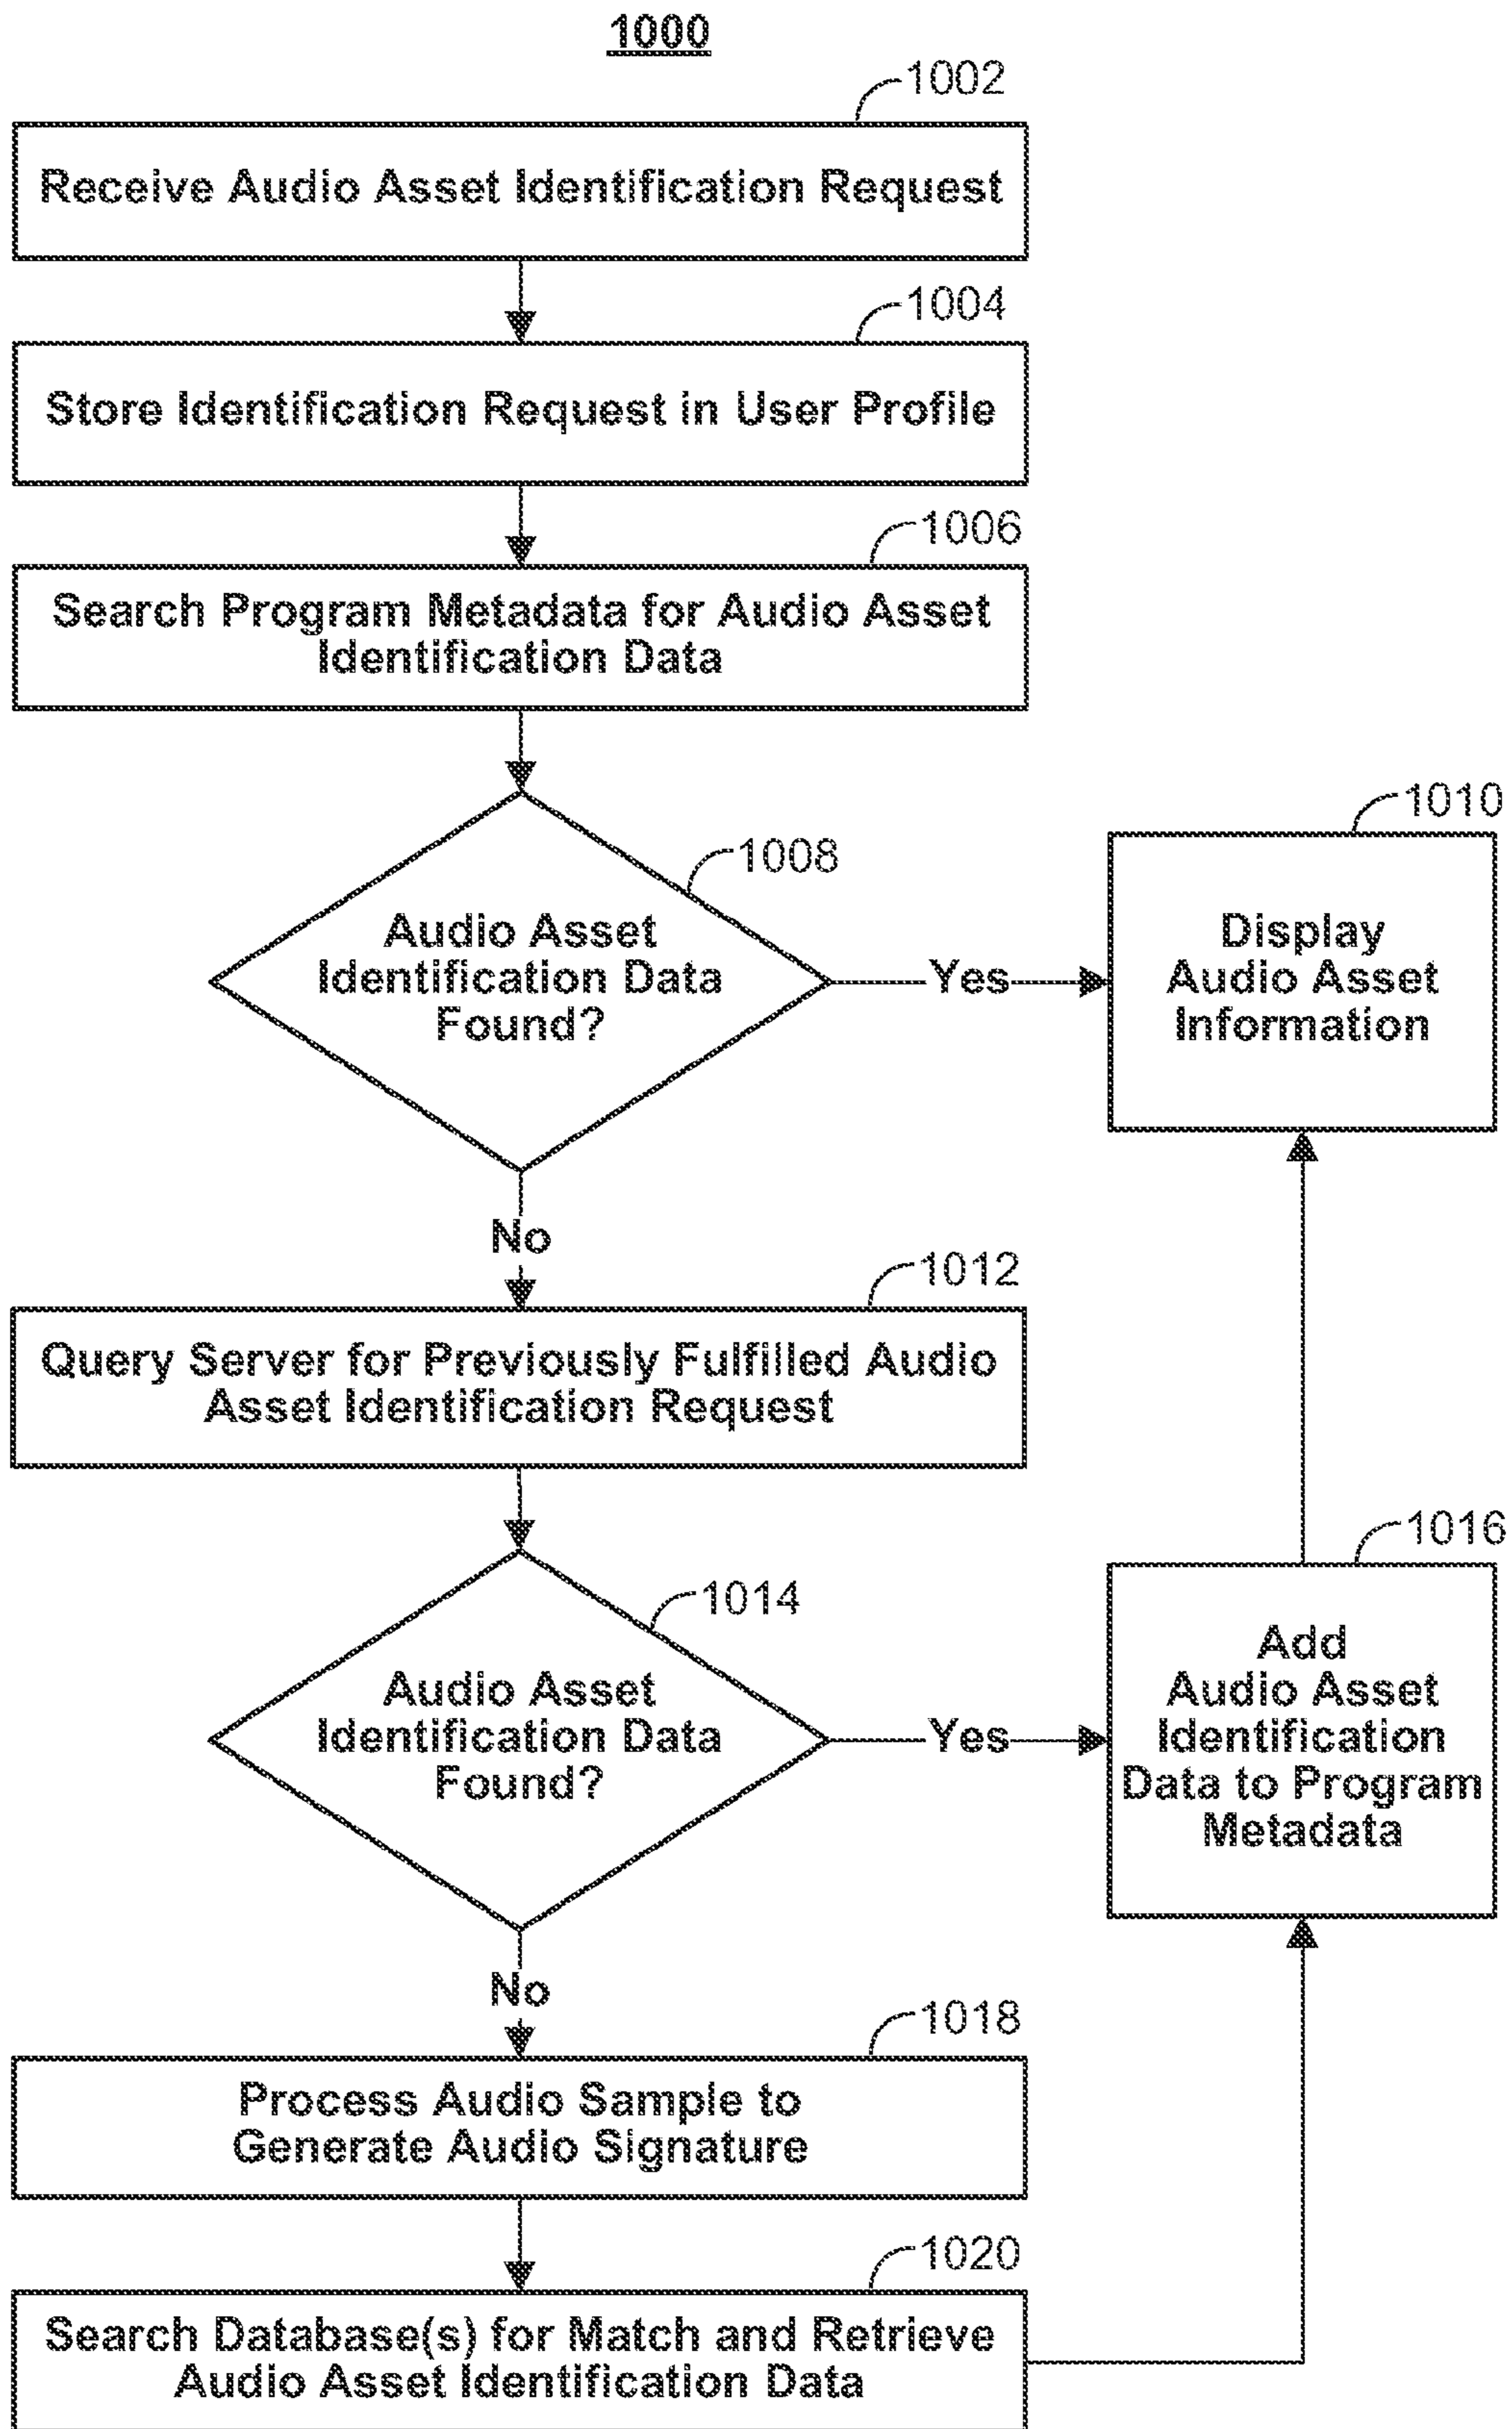 1000
1002
Receive Audio Asset Identification Request
1004
Store Identification Request in User Profile
1006
Search Program Metadata for Audio Asset
Identification Data
1008
Audio Asset
Identification Data
Found?
Yes
1010
Display
Audio Asset
Information
No
1012
Query Server for Previously Fulfilled Audio
Asset Identification Request
1014
Audio Asset
Identification Data
Found?
Yes
1016
Add
Audio Asset
Identification
Data to Program
Metadata
No
1018
Process Audio Sample to
Generate Audio Signature
1020
Search Database(s) for Match and Retrieve
Audio Asset Identification Data